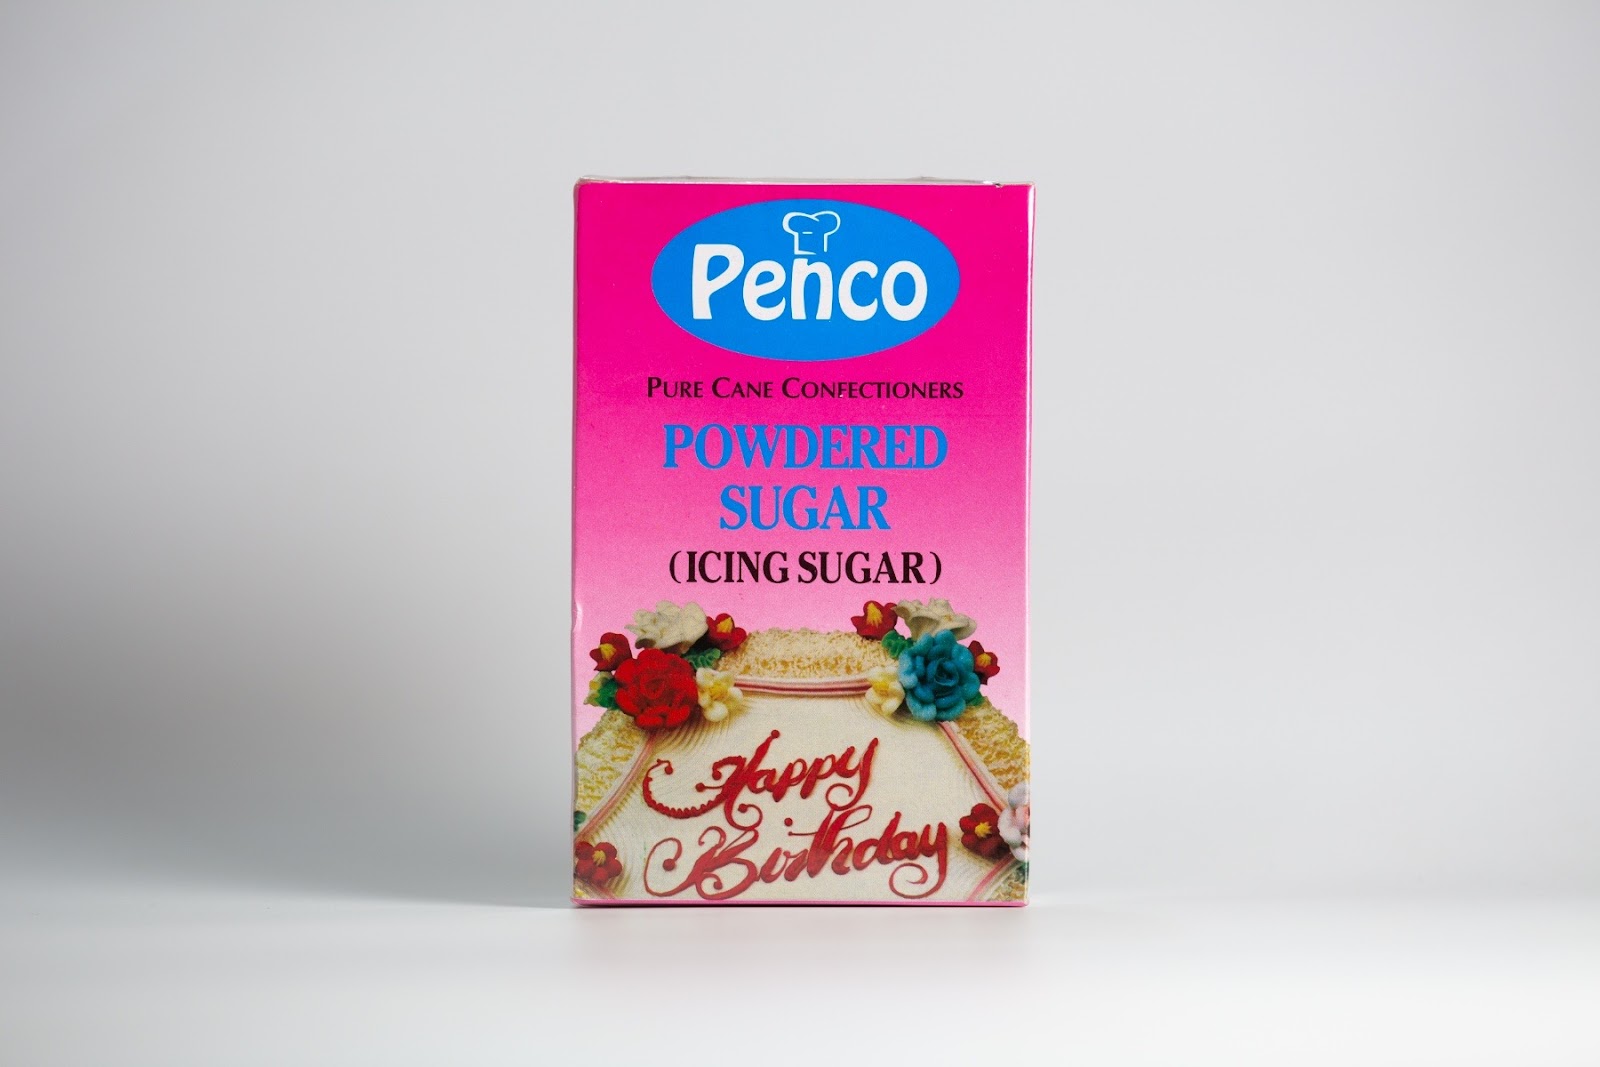 Penco
PURE CANE CONFECTIONERS
POWDERED
SUGAR
(ICING SUGAR)
Happy
Birthday